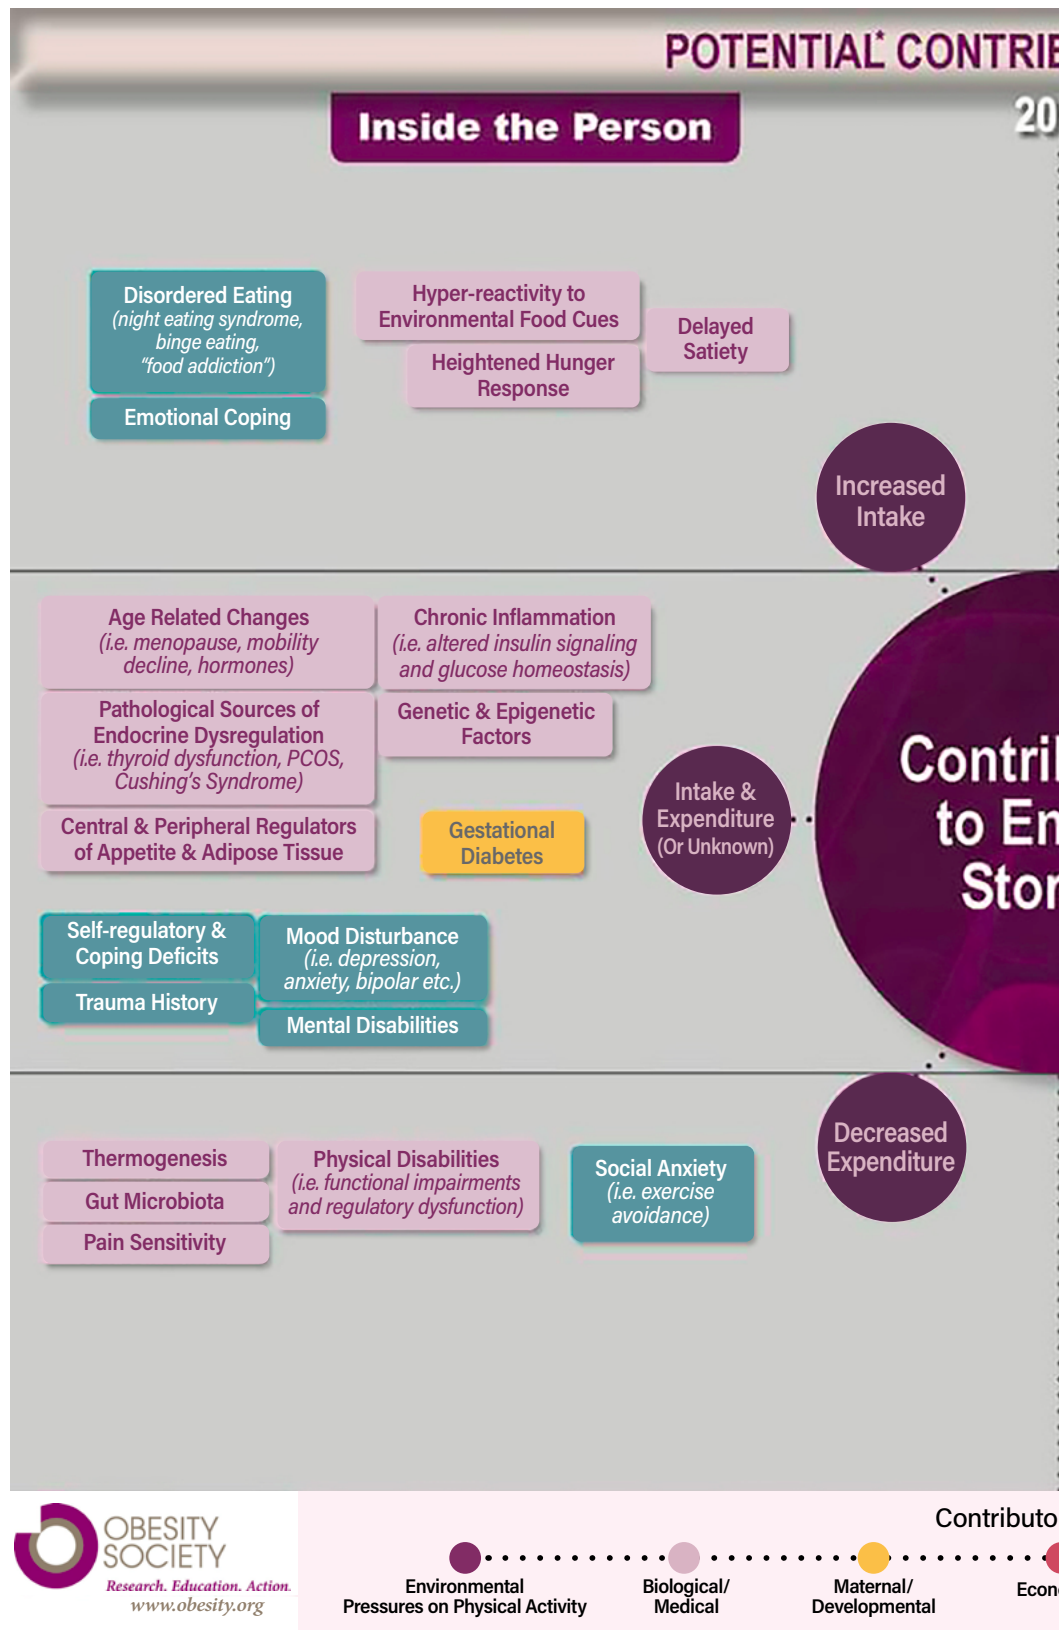 POTENTIAL* CONTRIB
Inside the Person
20
Disordered Eating
(night eating syndrome,
binge eating,
“food addiction”)
Emotional Coping
Hyper-reactivity to
Environmental Food Cues
Heightened Hunger
Response
Delayed
Satiety
Increased
Intake
Age Related Changes
(i.e. menopause, mobility
decline, hormones)
Chronic Inflammation
(i.e. altered insulin signaling
and glucose homeostasis)
Pathological Sources of
Endocrine Dysregulation
(i.e. thyroid dysfunction, PCOS,
Cushing's Syndrome)
Genetic & Epigenetic
Factors
Central & Peripheral Regulators
of Appetite & Adipose Tissue
Gestational
Diabetes
Intake &
Expenditure
(Or Unknown)
Contri
to En
Stor
Self-regulatory &
Coping Deficits
Trauma History
Mood Disturbance
(i.e. depression,
anxiety, bipolar etc.)
Mental Disabilities
Decreased
Expenditure
Thermogenesis
Gut Microbiota
Pain Sensitivity
Physical Disabilities
(i.e. functional impairments
and regulatory dysfunction)
Social Anxiety
(i.e. exercise
avoidance)
OBESITY
SOCIETY
Research. Education. Action.
www.obesity.org
Contributo
Environmental
Pressures on Physical Activity
Biological/
Medical
Maternal/
Developmental
Econ